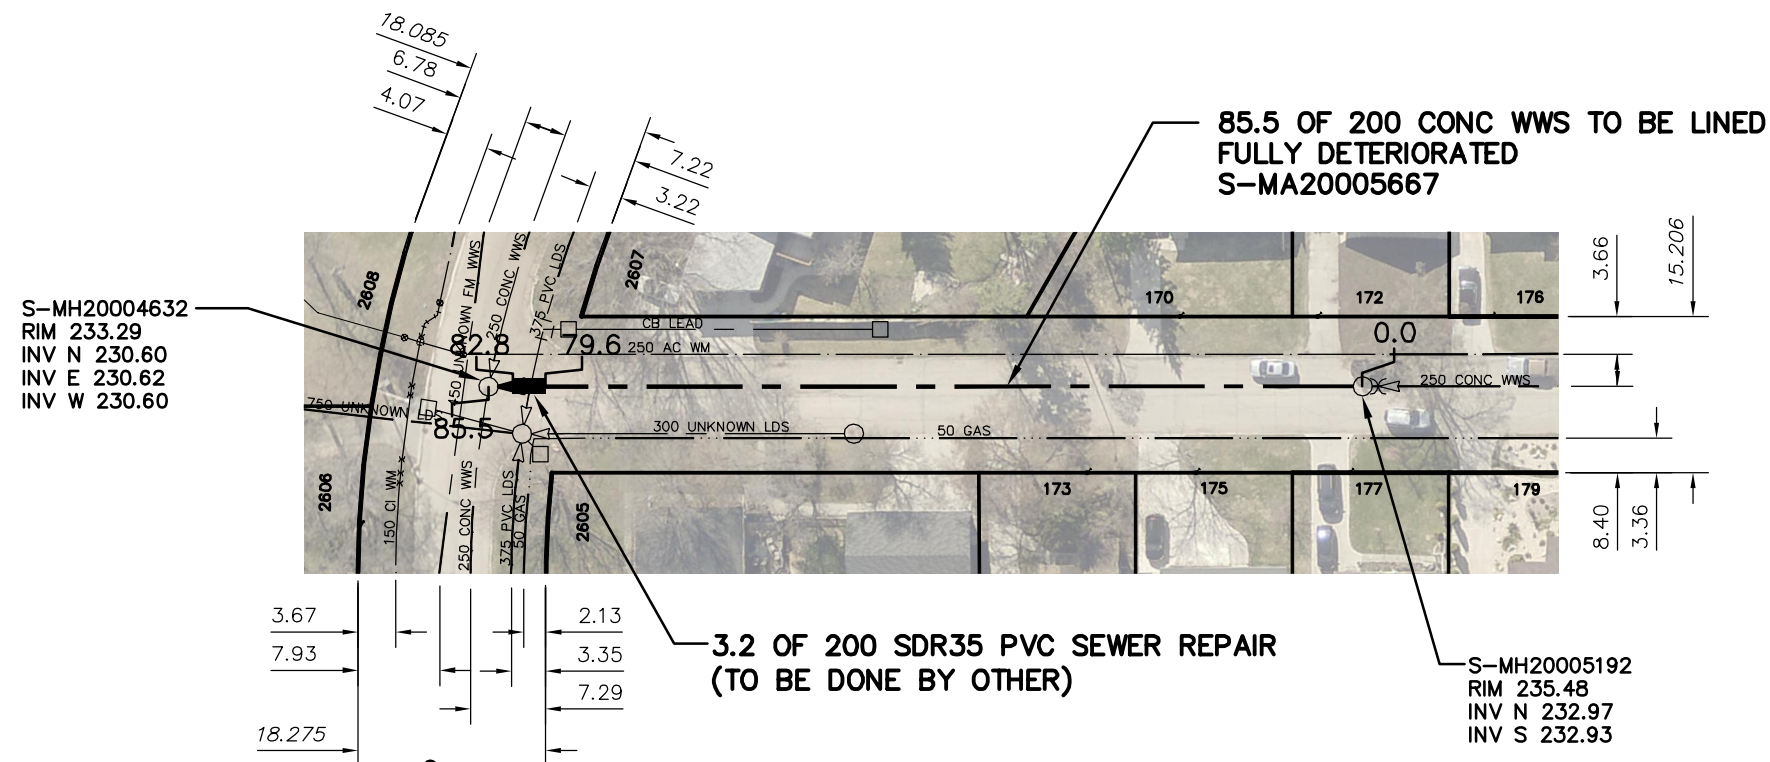 18.085
6.78
4.07
7.22
3.22
85.5 OF 200 CONC WWS TO BE LINED
FULLY DETERIORATED
S-MA20005667
3.66
15.206
2608
2607
450 UNKNOWN FM WWS
250 CONC WWS
375 PVC LDS
170
172
176
S-MH20004632
RIM 233.29
INV N 230.60
INV E 230.62
INV W 230.60
CB LEAD
82.8
79.6
250 AC WM
0.0
250 CONC WWS
750 UNKNOWN LDS
85.5
300 UNKNOWN LDS
50 GAS
2606
150 CI WM
250 CONC WWS
375 PVC LDS
50 GAS
2605
173
175
177
179
8.40
3.36
3.67
7.93
18.275
2.13
3.35
7.29
3.2 OF 200 SDR35 PVC SEWER REPAIR
(TO BE DONE BY OTHER)
S-MH20005192
RIM 235.48
INV N 232.97
INV S 232.93